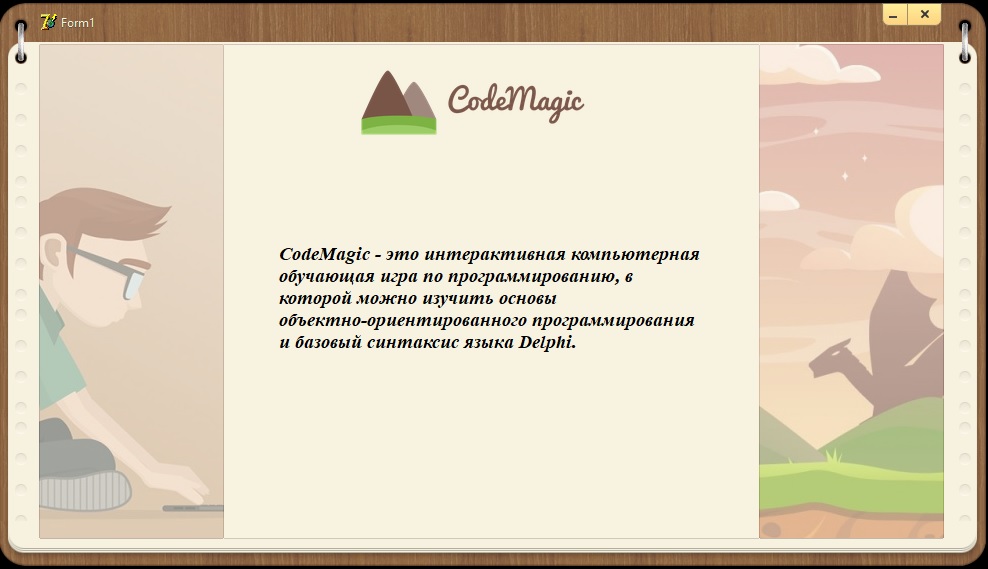 Form1
CodeMagic
CodeMagic - это интерактивная компьютерная
обучающая игра по программированию, в
которой можно изучить основы
объектно-ориентированного программирования
и базовый синтаксис языка Delphi.